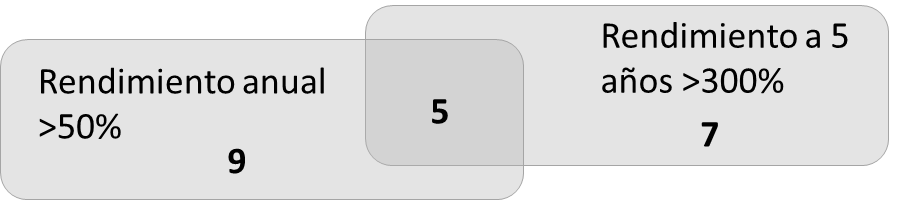 Rendimiento anual
>50%
9
5
Rendimiento a 5
años >300%
7